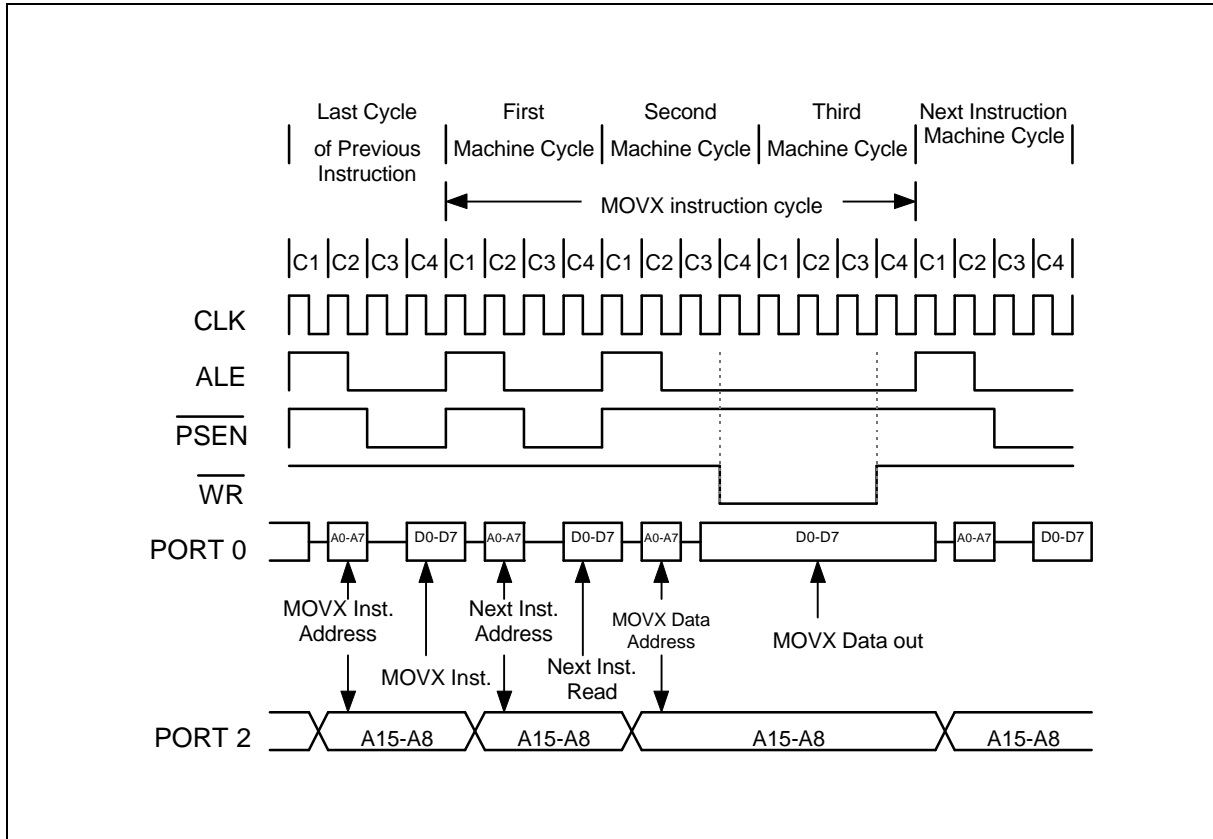 Last Cycle
of Previous
Instruction
First
Machine Cycle
Second
Machine Cycle
Third
Machine Cycle
Next Instruction
Machine Cycle
MOVX instruction cycle
C1 C2 C3 C4 C1 C2 C3 C4 C1 C2 C3 C4 C1 C2 C3 C4 C1 C2 C3 C4
CLK
ALE
PSEN
WR
PORT 0
A0-A7 D0-D7 A0-A7 D0-D7 A0-A7 D0-D7 A0-A7 D0-D7
MOVX Inst.
Address
MOVX Inst.
Next Inst.
Address
Next Inst.
Read
MOVX Data
Address
MOVX Data out
PORT 2
A15-A8 A15-A8 A15-A8 A15-A8